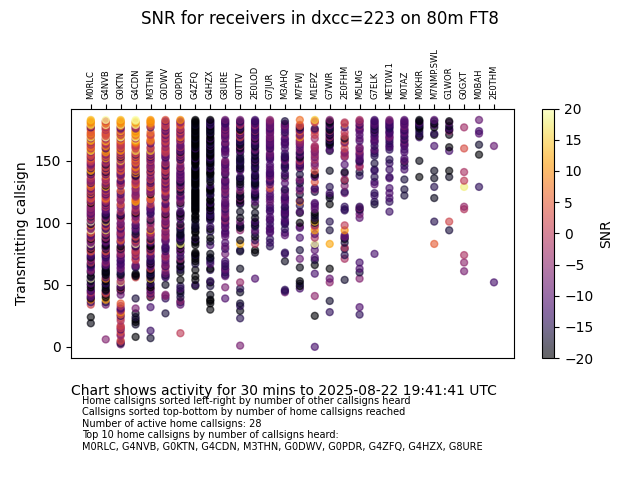 SNR for receivers in dxcc=223 on 80m FT8
M0RLC G4NVB G0KTN G4CDN M3THN G0DWV G0PDR G4ZFQ G4HZX G8URE G0TTV 2E0LOD G7JUR M3AHQ M7FWJ M1EPZ G7WIR 2E0FHM M5LMG G7ELK MET0W.1 M0TAZ M0KHR M7NMP.SWL G1WOR G0GXT M0BAH 2E0THM
Transmitting callsign
150
100
50
0
20
15
10
5
0
−5
−10
−15
−20
SNR
Chart shows activity for 30 mins to 2025-08-22 19:41:41 UTC
Home callsigns sorted left-right by number of other callsigns heard
Callsigns sorted top-bottom by number of home callsigns reached
Number of active home callsigns: 28
Top 10 home callsigns by number of callsigns heard:
M0RLC, G4NVB, G0KTN, G4CDN, M3THN, G0DWV, G0PDR, G4ZFQ, G4HZX, G8URE